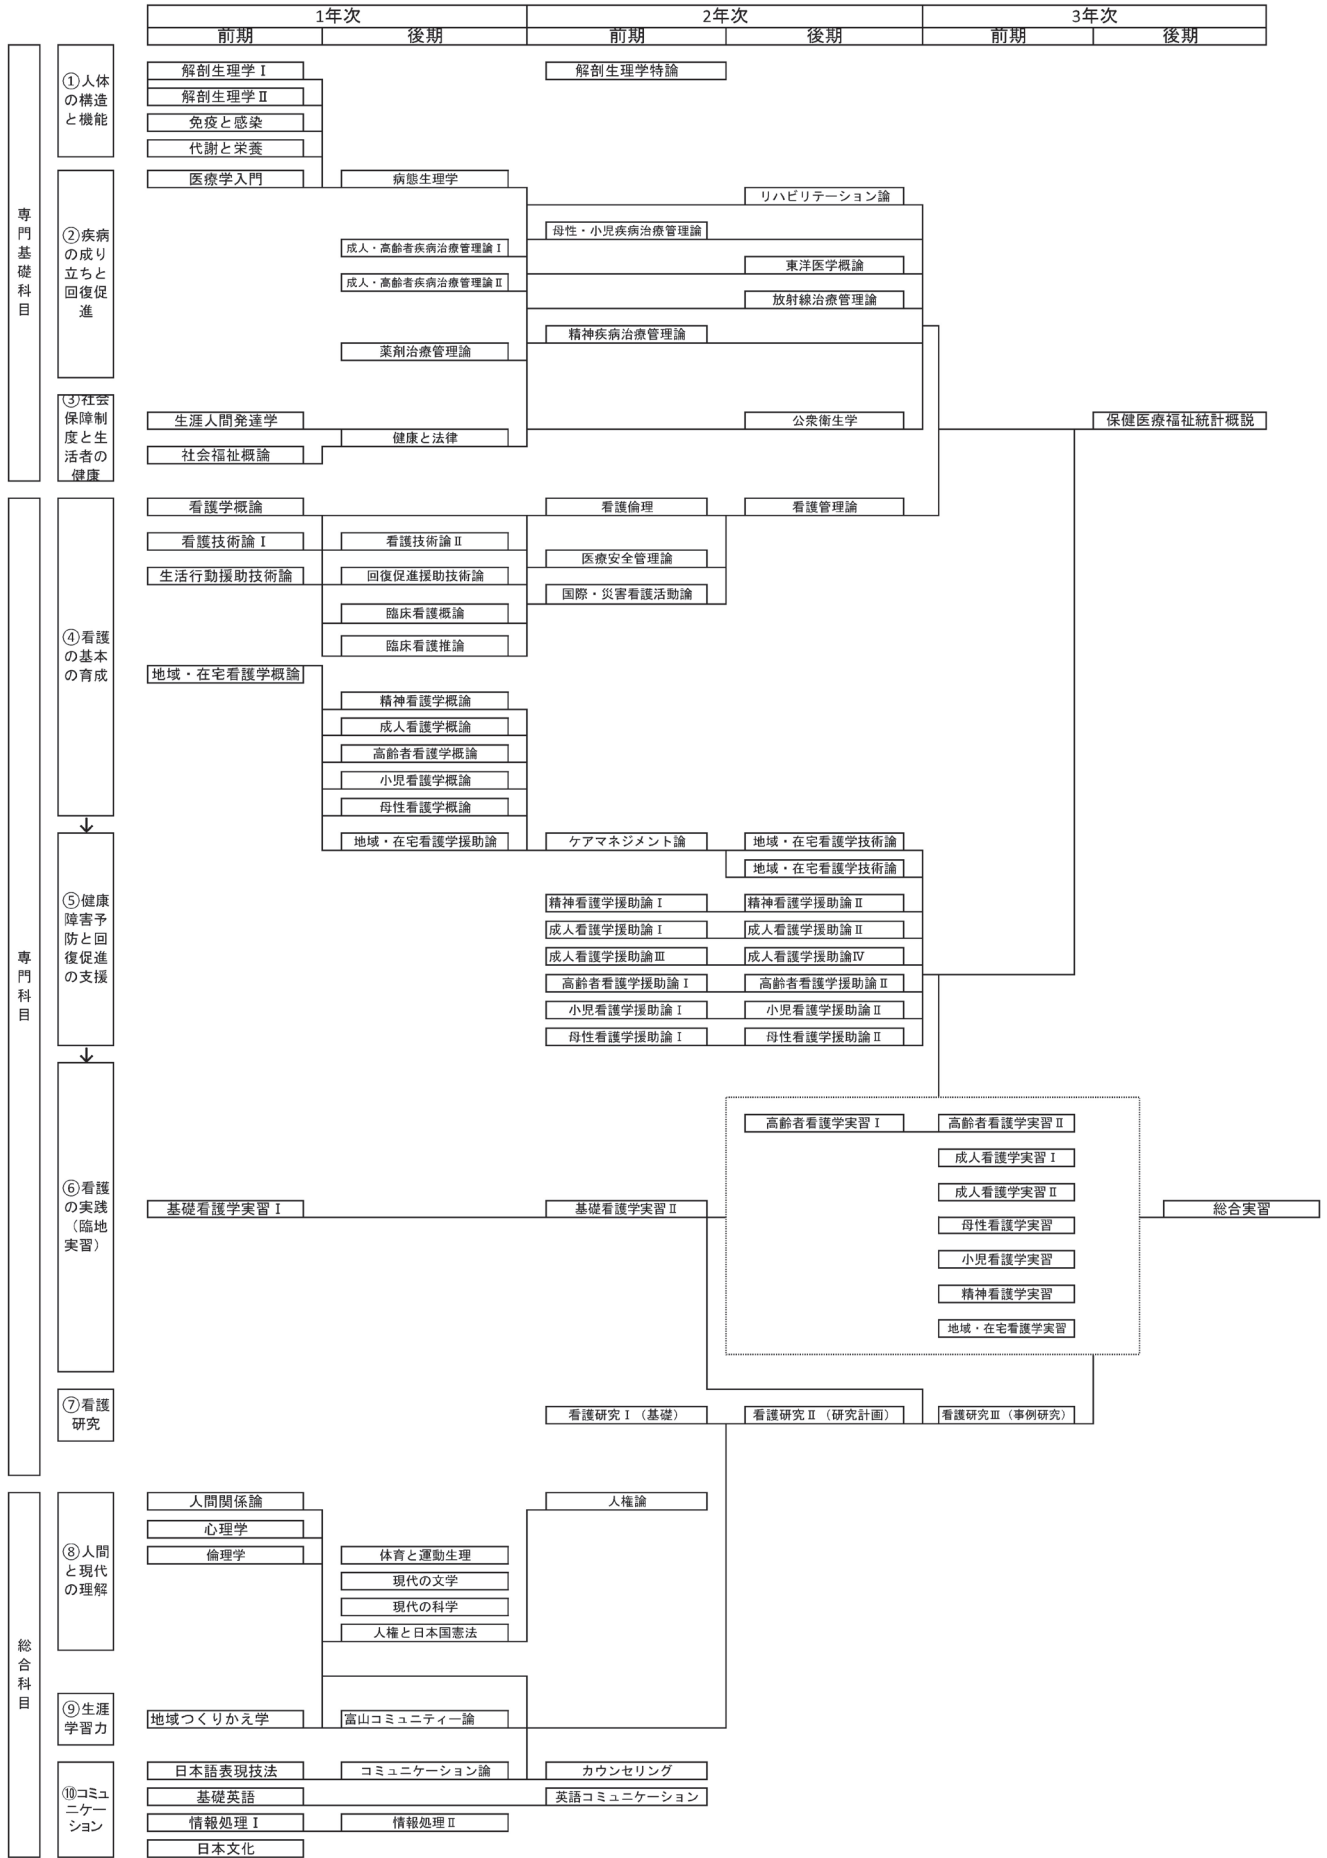 1年次
2年次
3年次
前期
後期
前期
後期
前期
後期
専門基礎科目
①人体
の構造
と機能
解剖生理学Ⅰ
解剖生理学特論
解剖生理学Ⅱ
免疫と感染
代謝と栄養
②疾病
の成り
立ちと
回復促
進
医療学入門
病態生理学
リハビリテーション論
母性・小児疾病治療管理論
成人・高齢者疾病治療管理論Ⅰ
東洋医学概論
成人・高齢者疾病治療管理論Ⅱ
放射線治療管理論
精神疾病治療管理論
薬剤治療管理論
③社会
保障制
度と生
活者の
健康
生涯人間発達学
公衆衛生学
保健医療福祉統計概説
健康と法律
社会福祉概論
専門科目
④看護
の基本
の育成
看護学概論
看護倫理
看護管理論
看護技術論Ⅰ
看護技術論Ⅱ
医療安全管理論
生活行動援助技術論
回復促進援助技術論
国際・災害看護活動論
臨床看護概論
臨床看護推論
地域・在宅看護学概論
精神看護学概論
成人看護学概論
高齢者看護学概論
小児看護学概論
母性看護学概論
↓
⑤健康
障害予
防と回
復促進
の支援
地域・在宅看護学援助論
ケアマネジメント論
地域・在宅看護学技術論
地域・在宅看護学技術論
精神看護学援助論Ⅰ
精神看護学援助論Ⅱ
成人看護学援助論Ⅰ
成人看護学援助論Ⅱ
成人看護学援助論Ⅲ
成人看護学援助論Ⅳ
高齢者看護学援助論Ⅰ
高齢者看護学援助論Ⅱ
小児看護学援助論Ⅰ
小児看護学援助論Ⅱ
母性看護学援助論Ⅰ
母性看護学援助論Ⅱ
↓
⑥看護
の実践
（臨地
実習）
高齢者看護学実習Ⅰ
高齢者看護学実習Ⅱ
成人看護学実習Ⅰ
成人看護学実習Ⅱ
基礎看護学実習Ⅰ
基礎看護学実習Ⅱ
総合実習
母性看護学実習
小児看護学実習
精神看護学実習
地域・在宅看護学実習
⑦看護
研究
看護研究Ⅰ（基礎）
看護研究Ⅱ（研究計画）
看護研究Ⅲ（事例研究）
総合科目
⑧人間
と現代
の理解
人間関係論
人権論
心理学
倫理学
体育と運動生理
現代の文学
現代の科学
人権と日本国憲法
⑨生涯
学習力
地域つくりかえ学
富山コミュニティー論
⑩コミュ
ニケー
ション
日本語表現技法
コミュニケーション論
カウンセリング
基礎英語
英語コミュニケーション
情報処理Ⅰ
情報処理Ⅱ
日本文化